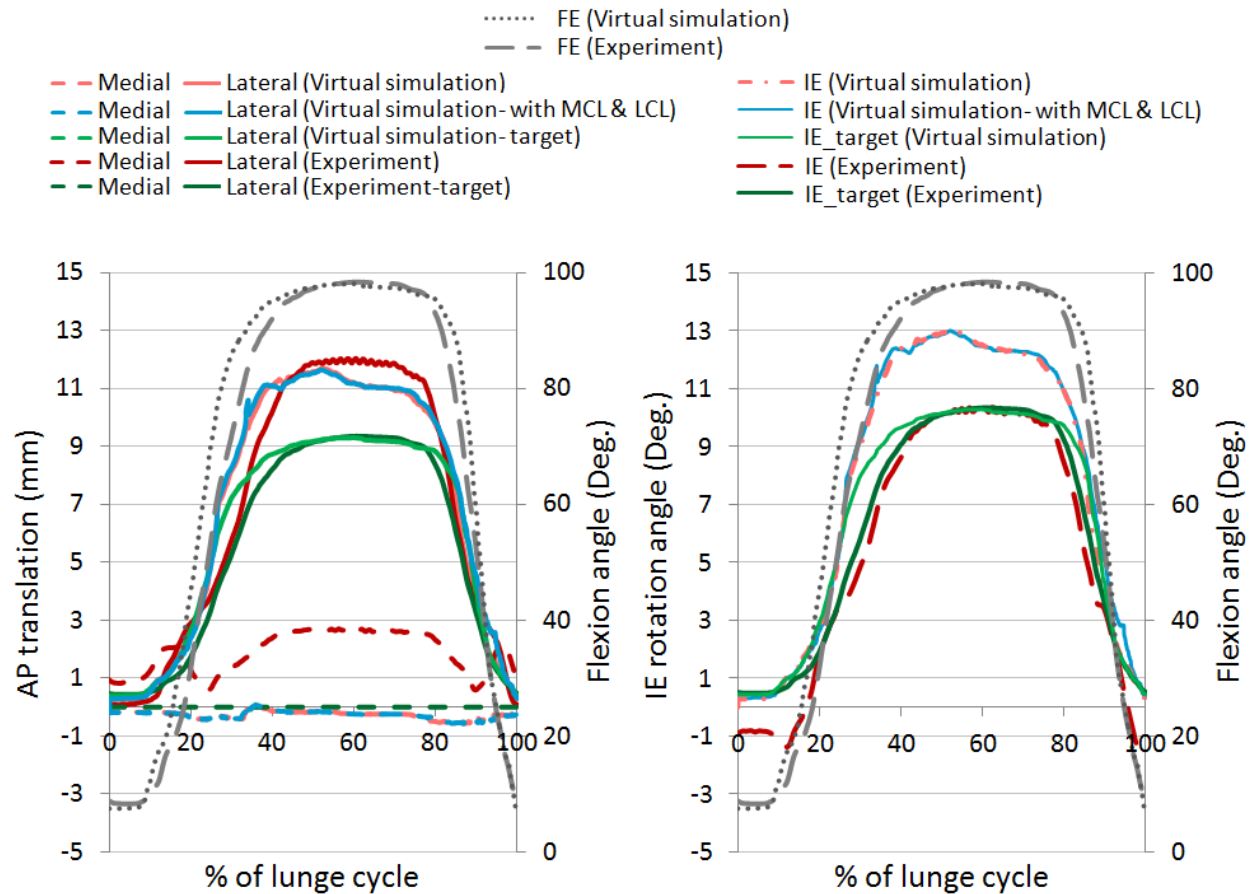 FE (Virtual simulation)
FE (Experiment)
Medial Lateral (Virtual simulation)
Medial Lateral (Virtual simulation- with MCL & LCL)
Medial Lateral (Virtual simulation- target)
Medial Lateral (Experiment)
Medial Lateral (Experiment-target)
IE (Virtual simulation)
IE (Virtual simulation- with MCL & LCL)
IE_target (Virtual simulation)
IE (Experiment)
IE_target (Experiment)
AP translation (mm)
15
13
11
9
7
5
3
1
-1
-3
-5
0 20 40 60 80 100
% of lunge cycle
100
80
60
40
20
0
Flexion angle (Deg.)
IE rotation angle (Deg.)
15
13
11
9
7
5
3
1
-1
-3
-5
0 20 40 60 80 100
% of lunge cycle
100
80
60
40
20
0
Flexion angle (Deg.)